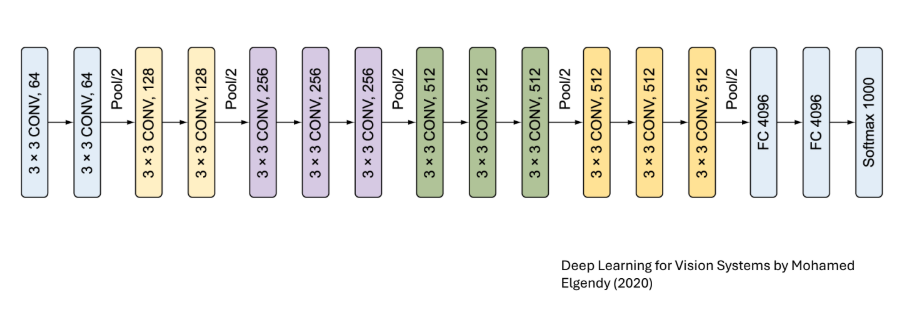 3 × 3 CONV, 64
3 × 3 CONV, 64
Pool/2
3 × 3 CONV, 128
3 × 3 CONV, 128
Pool/2
3 × 3 CONV, 256
3 × 3 CONV, 256
3 × 3 CONV, 256
Pool/2
3 × 3 CONV, 512
3 × 3 CONV, 512
3 × 3 CONV, 512
Pool/2
3 × 3 CONV, 512
3 × 3 CONV, 512
3 × 3 CONV, 512
Pool/2
FC 4096
FC 4096
Softmax 1000
Deep Learning for Vision Systems by Mohamed
Elgendy (2020)